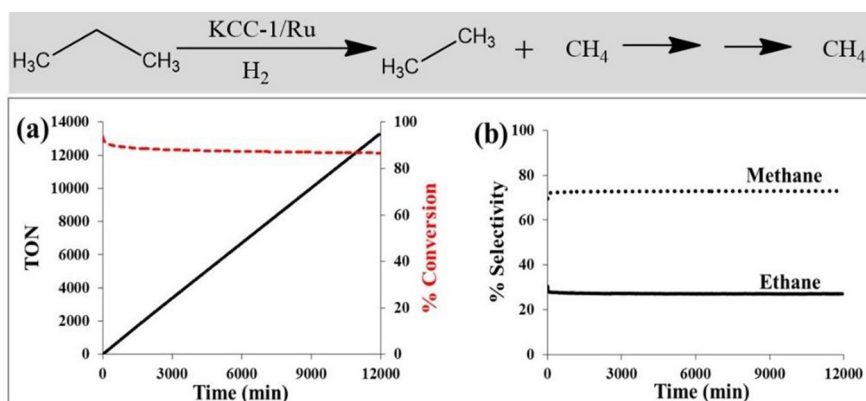 KCC-1/Ru
H3C CH3 H2 H3C CH3 + CH4 CH4
(a)
14000
12000
10000
8000
6000
4000
2000
0
TON
100
80
60
40
20
0
% Conversion
0 3000 6000 9000 12000
Time (min)
(b)
100
80
60
40
20
0
% Selectivity
Methane
Ethane
0 3000 6000 9000 12000
Time (min)